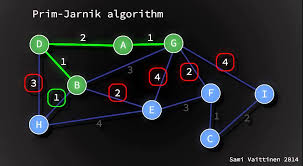 Prim-Jarnik algorithm
D 2 A 1 G
1 3 4 2 4
3 B
1 2 F I
H 4 E 3 1 2
C
Sami Vaittinen 2014